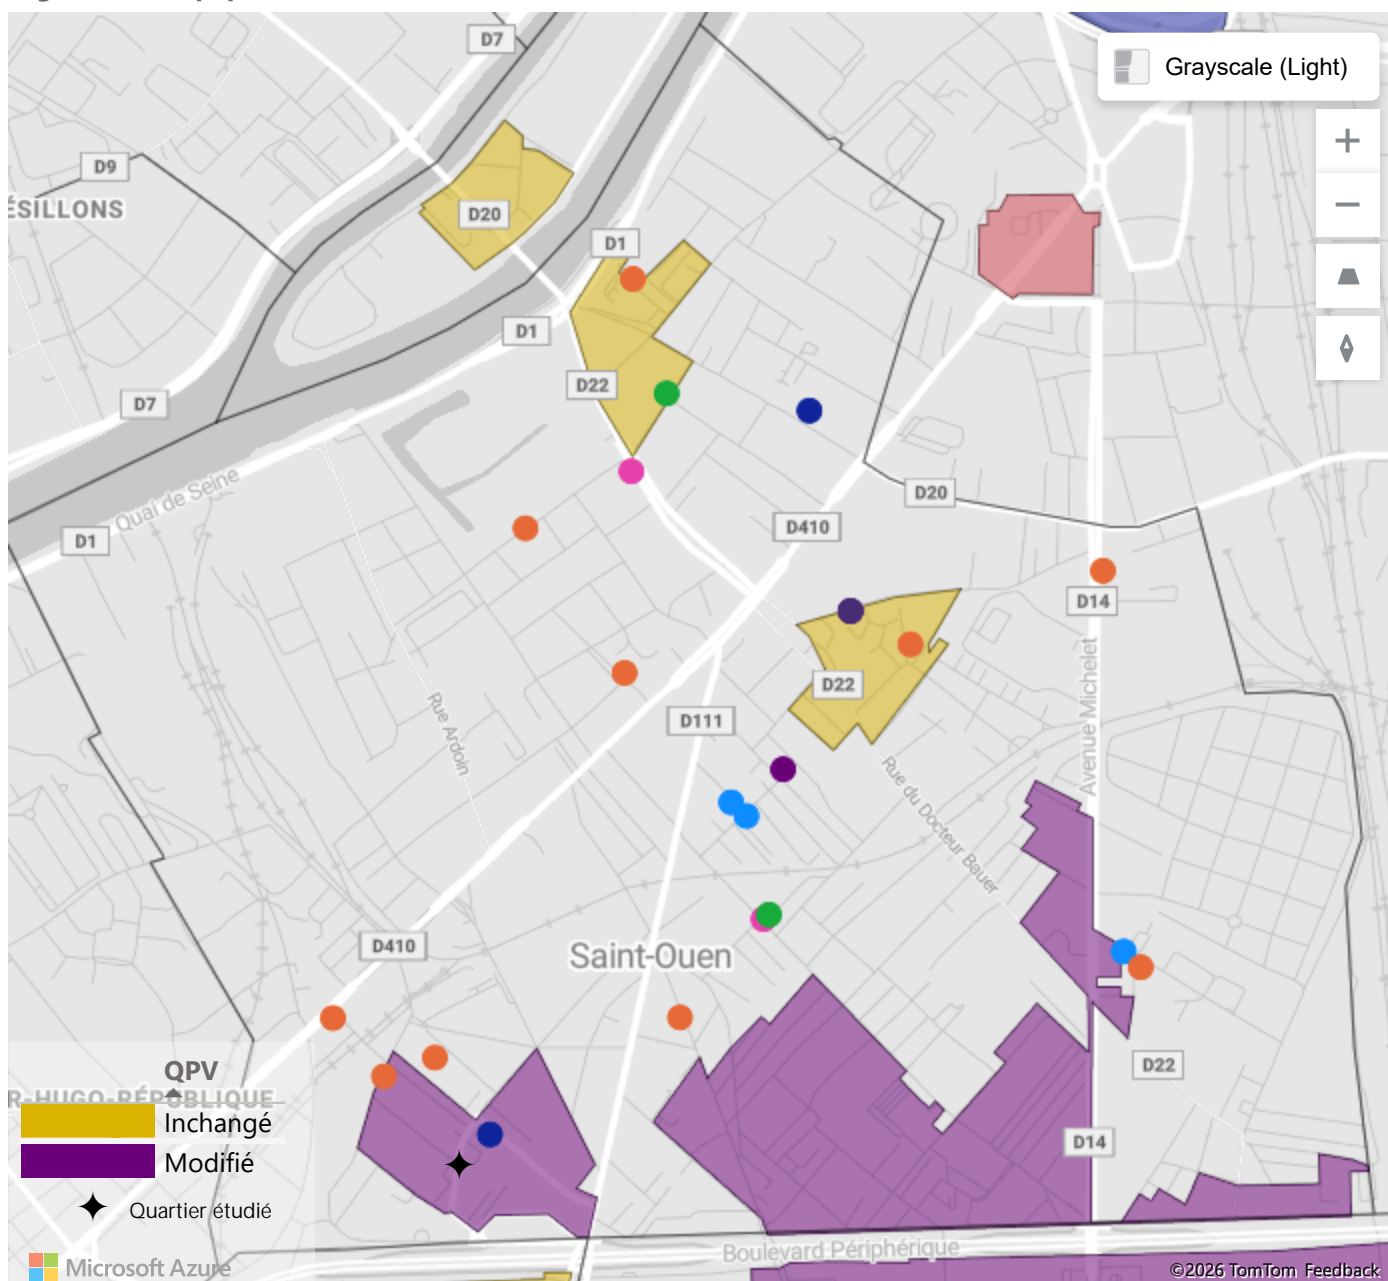 D7
Grayscale (Light)
D9
ÉSILLONS
D20
D1
D1
D22
D7
Quai de Seine
D20
D410
D1
D14
Avenue Michelet
D22
Rue Ardoin
D111
Rue du Docteur Bauer
D410
Saint-Ouen
D22
QPV
R-HUGO-RÉPUBLIQUE
Inchangé
D14
Modifié
Quartier étudié
Boulevard Périphérique
Microsoft Azure
©2026 TomTom Feedback